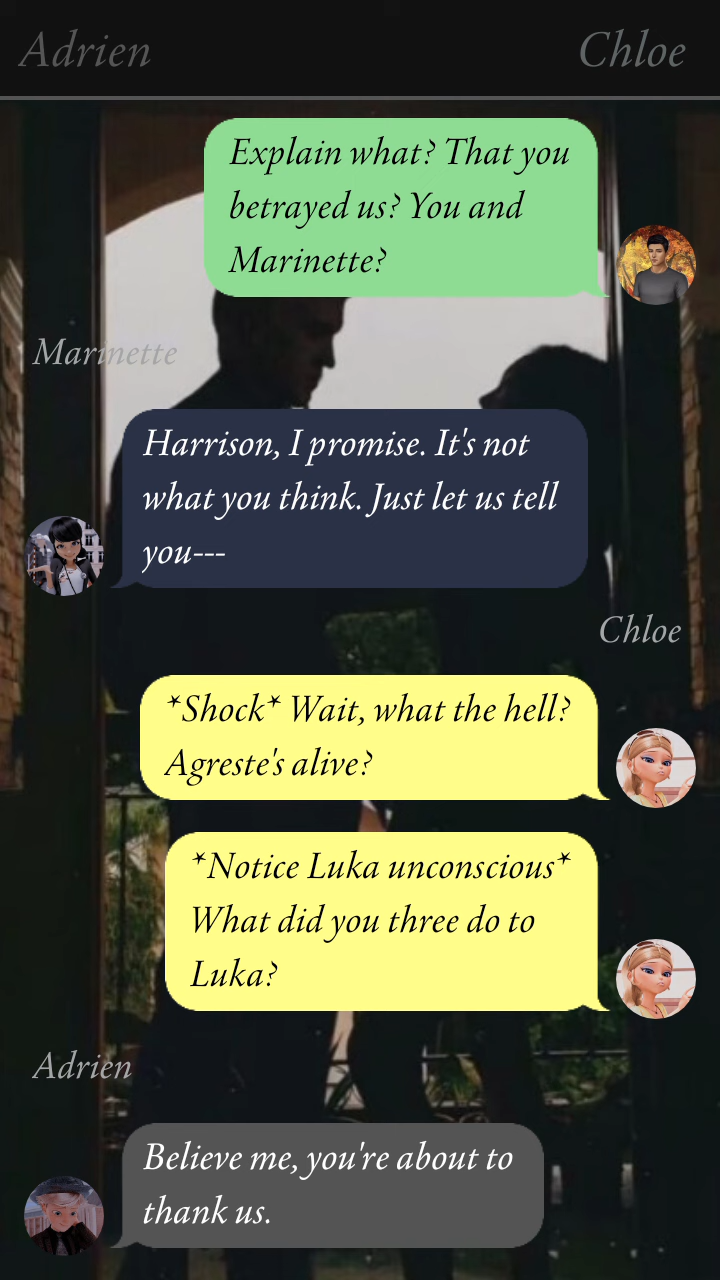 Adrien
Chloe
Explain what? That you
betrayed us? You and
Marinette?
Marinette
Harrison, I promise. It's not
what you think. Just let us tell
you---
Chloe
*Shock* Wait, what the hell?
Agreste's alive?
*Notice Luka unconscious*
What did you three do to
Luka?
Adrien
Believe me, you're about to
thank us.